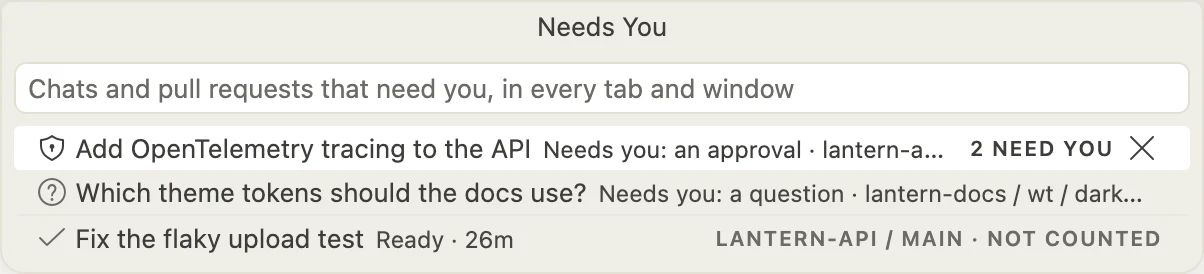 Needs You
Chats and pull requests that need you, in every tab and window
Add OpenTelemetry tracing to the API Needs you: an approval · lantern-a... 2 NEED YOU
Which theme tokens should the docs use? Needs you: a question · lantern-docs / wt / dark...
Fix the flaky upload test Ready · 26m LANTERN-API / MAIN · NOT COUNTED